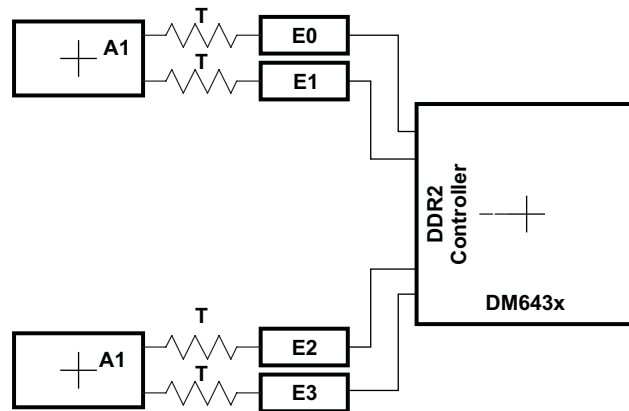 T
A1
E0
T
E1
DDR2
Controller
DM643x
T
A1
E2
T
E3